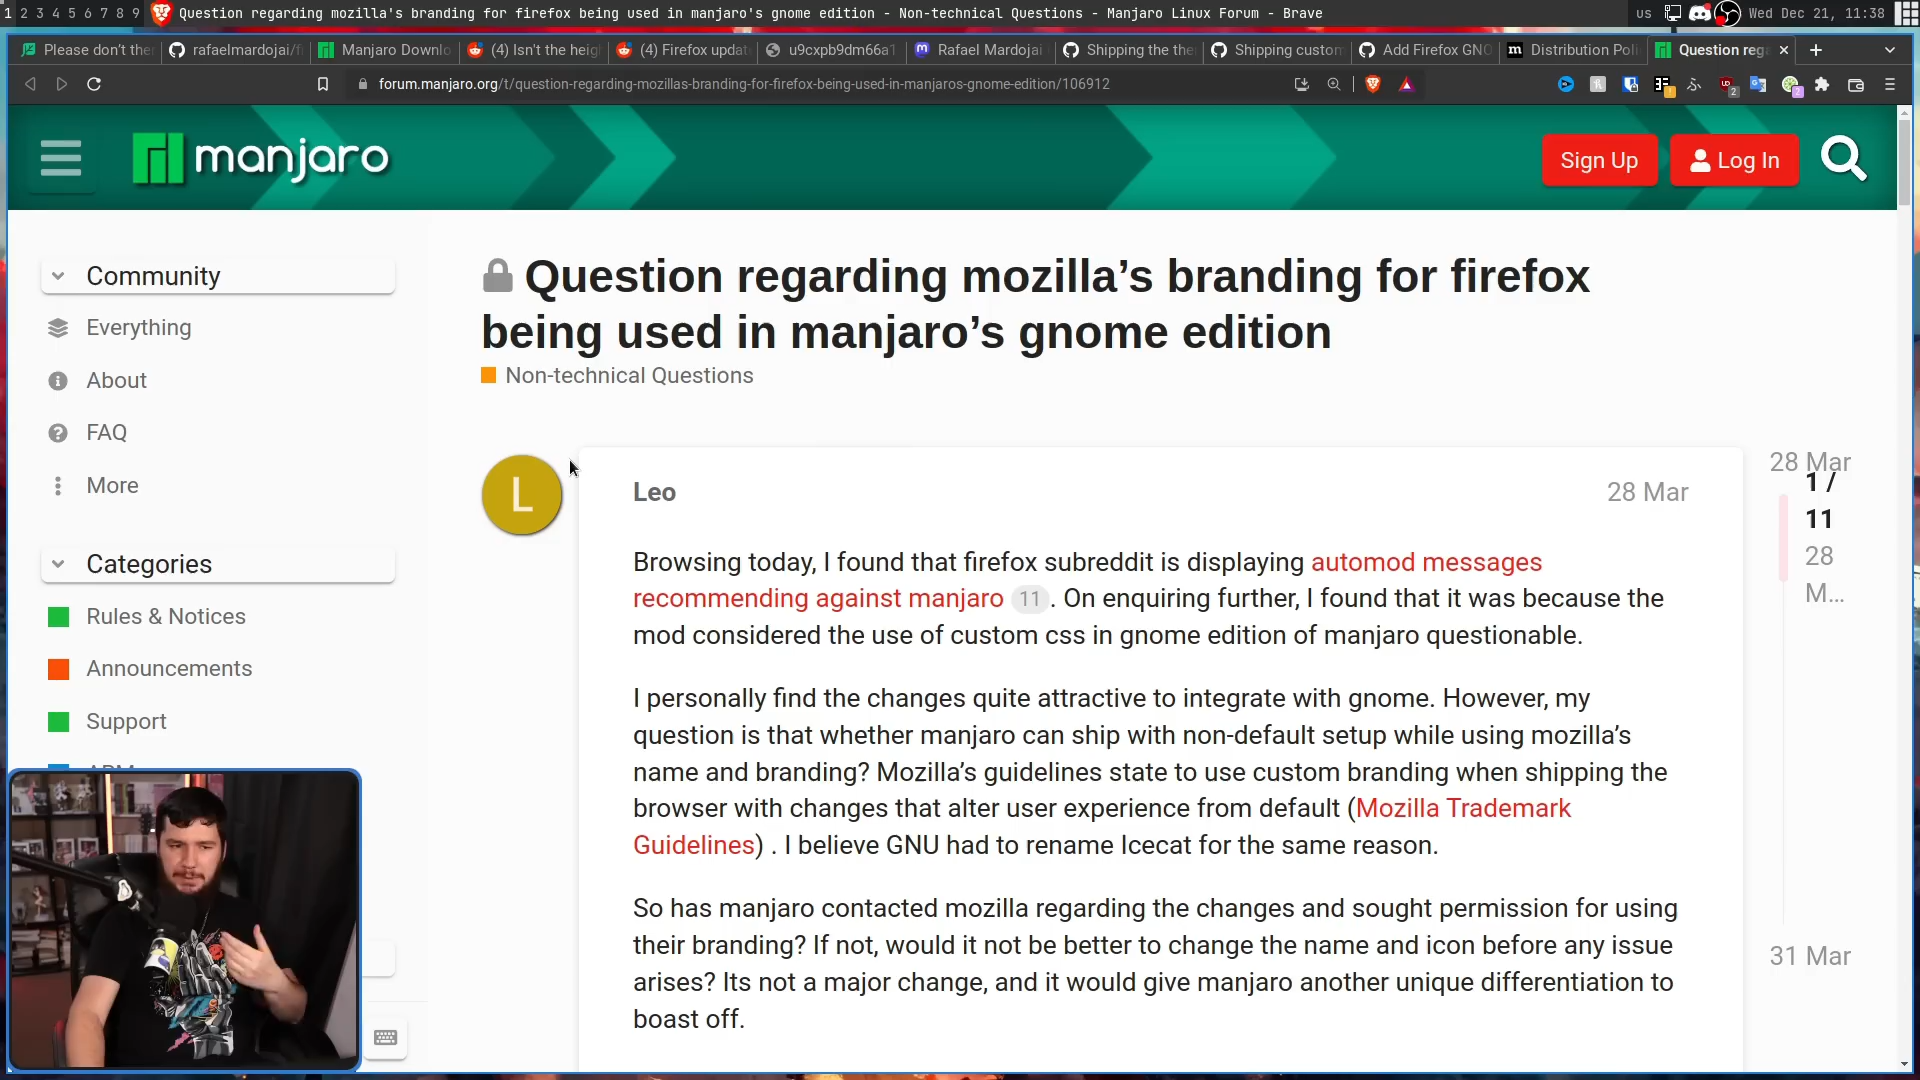 1 2 3 4 5 6 7 8 9 Question regarding mozilla's branding for firefox being used in manjaro's gnome edition - Non-technical Questions - Manjaro Linux Forum - Brave us Wed Dec 21, 11:38
Please don't the rafaelmardojai/fi Manjaro Downlo (4) Isn't the heig (4) Firefox updat u9cxpb9dm66a1 Rafael Mardojai Shipping the the Shipping custom Add Firefox GNO Distribution Poli Question reg
forum.manjaro.org/t/question-regarding-mozillas-branding-for-firefox-being-used-in-manjaros-gnome-edition/106912
manjaro
Sign Up
Log In
Community
Everything
About
FAQ
More
Categories
Rules & Notices
Announcements
Support
Question regarding mozilla’s branding for firefox
being used in manjaro’s gnome edition
Non-technical Questions
L
Leo
28 Mar
Browsing today, I found that firefox subreddit is displaying automod messages
recommending against manjaro 11 . On enquiring further, I found that it was because the
mod considered the use of custom css in gnome edition of manjaro questionable.
I personally find the changes quite attractive to integrate with gnome. However, my
question is that whether manjaro can ship with non-default setup while using mozilla’s
name and branding? Mozilla’s guidelines state to use custom branding when shipping the
browser with changes that alter user experience from default (Mozilla Trademark
Guidelines) . I believe GNU had to rename Icecat for the same reason.
So has manjaro contacted mozilla regarding the changes and sought permission for using
their branding? If not, would it not be better to change the name and icon before any issue
arises? Its not a major change, and it would give manjaro another unique differentiation to
boast off.
28 Mar
1 /
11
28
M…
31 Mar